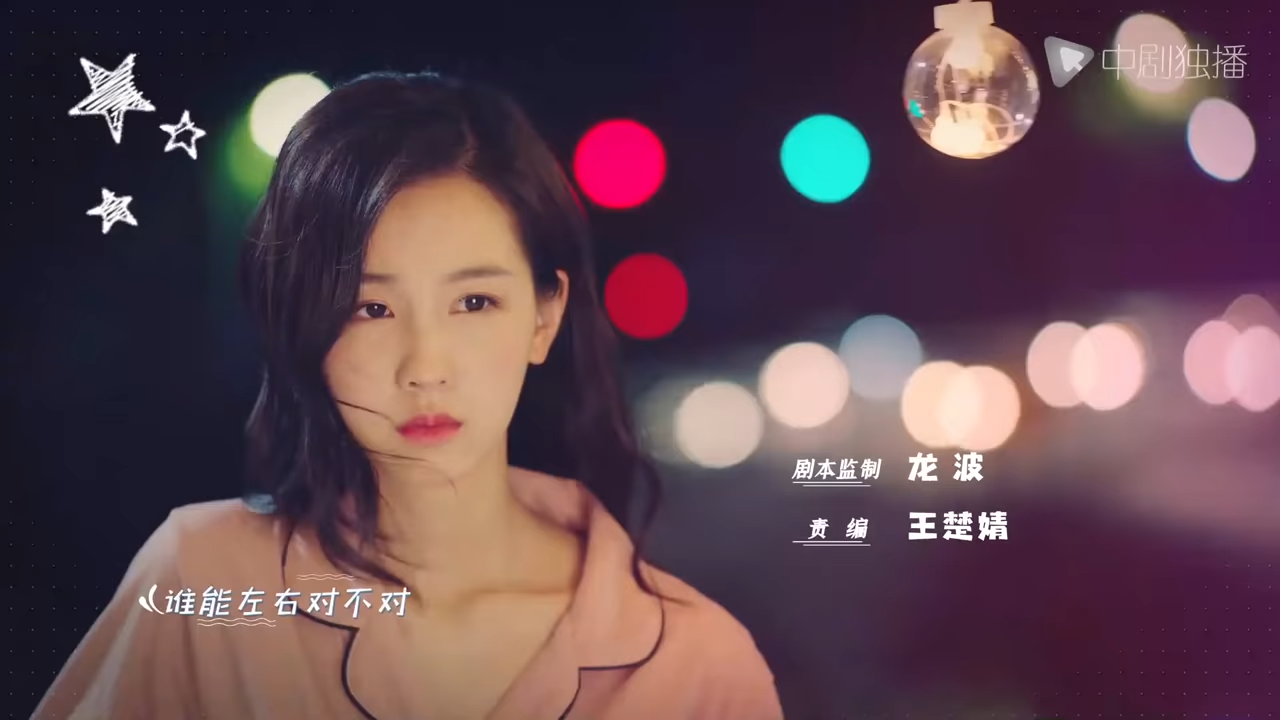 中剧独播
剧本监制 龙波
责编 王楚婧
谁能左右对不对